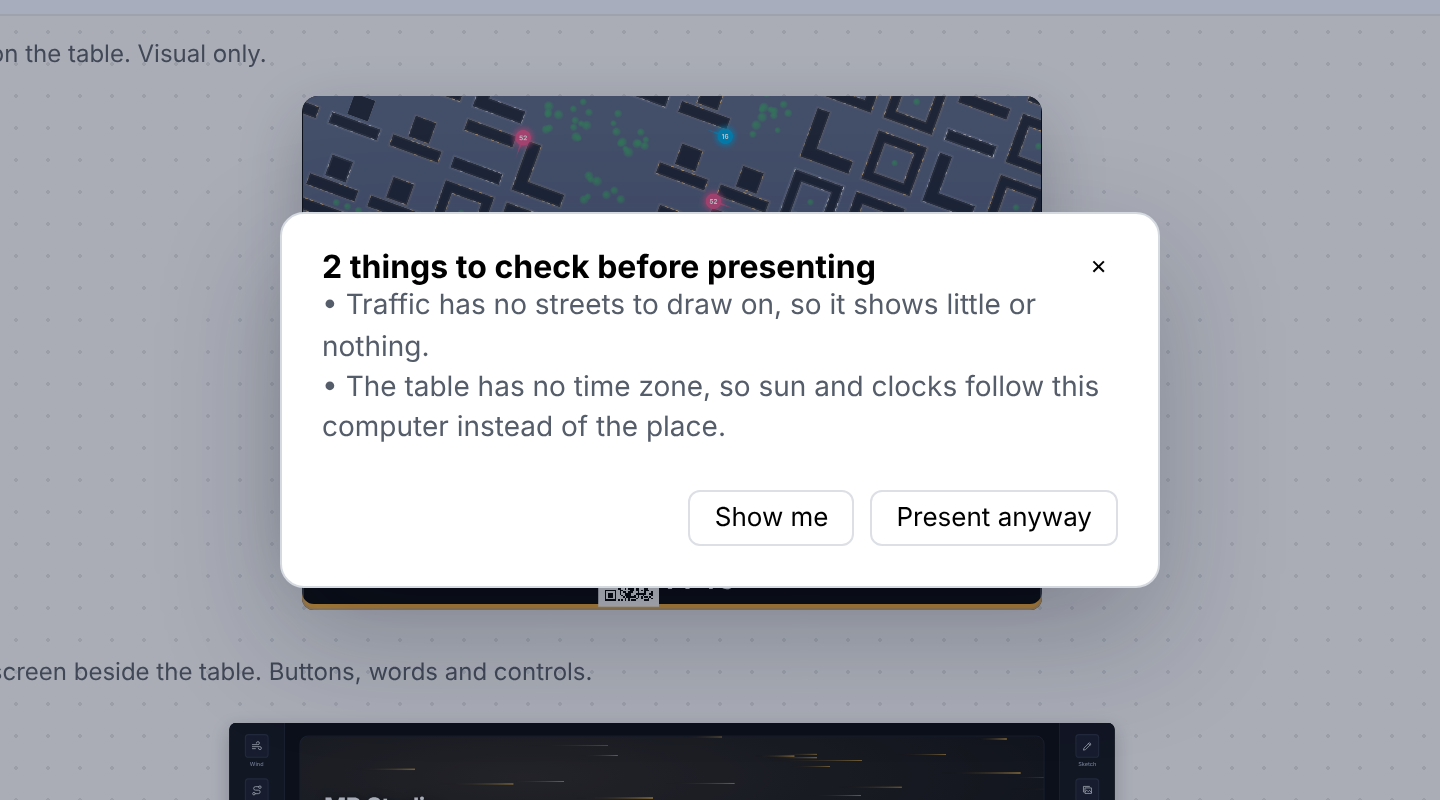 on the table. Visual only.
52
16
52
2 things to check before presenting
×
• Traffic has no streets to draw on, so it shows little or
nothing.
• The table has no time zone, so sun and clocks follow this
computer instead of the place.
Show me
Present anyway
screen beside the table. Buttons, words and controls.
Wind
Sketch